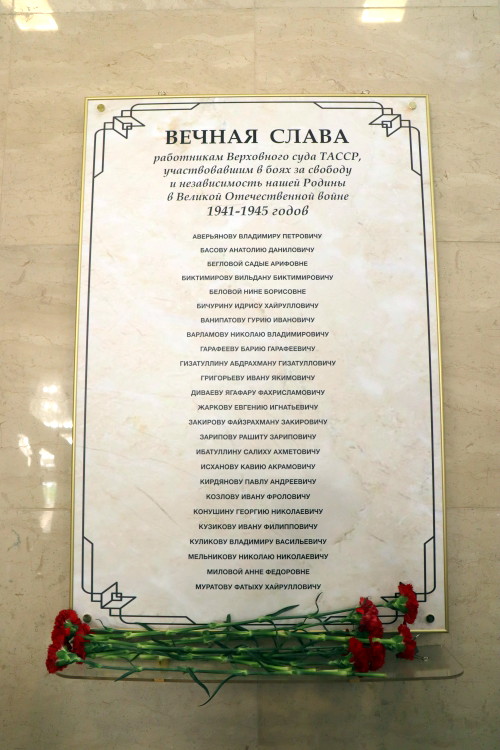 ВЕЧНАЯ СЛАВА
работникам Верховного суда ТАССР,
участвовавшим в боях за свободу
и независимость нашей Родины
в Великой Отечественной войне
1941-1945 годов
АВЕРЬЯНОВУ ВЛАДИМИРУ ПЕТРОВИЧУ
БАСОВУ АНАТОЛИЮ ДАНИЛОВИЧУ
БЕГЛОВОЙ САДЫЕ АРИФОВНЕ
БИКТИМИРОВУ ВИЛЬДАНУ БИКТИМИРОВИЧУ
БЕЛОВОЙ НИНЕ БОРИСОВНЕ
БИЧУРИНУ ИДРИСУ ХАЙРУЛЛОВИЧУ
ВАНИПАТОВУ ГУРИЮ ИВАНОВИЧУ
ВАРЛАМОВУ НИКОЛАЮ ВЛАДИМИРОВИЧУ
ГАРАФЕЕВУ БАРИЮ ГАРАФЕЕВИЧУ
ГИЗАТУЛЛИНУ АБДРАХМАНУ ГИЗАТУЛЛОВИЧУ
ГРИГОРЬЕВУ ИВАНУ ЯКИМОВИЧУ
ДИВАЕВУ ЯГАФАРУ ФАХРИСЛАМОВИЧУ
ЖАРКОВУ ЕВГЕНИЮ ИГНАТЬЕВИЧУ
ЗАКИРОВУ ФАЙЗРАХМАНУ ЗАКИРОВИЧУ
ЗАРИПОВУ РАШИТУ ЗАРИПОВИЧУ
ИБАТУЛЛИНУ САЛИХУ АХМЕТОВИЧУ
ИСХАНОВУ КАВИЮ АКРАМОВИЧУ
КИРДЯНОВУ ПАВЛУ АНДРЕЕВИЧУ
КОЗЛОВУ ИВАНУ ФРОЛОВИЧУ
КОНУШИНУ ГЕОРГИЮ НИКОЛАЕВИЧУ
КУЗИКОВУ ИВАНУ ФИЛИППОВИЧУ
КУЛИКОВУ ВЛАДИМИРУ ВАСИЛЬЕВИЧУ
МЕЛЬНИКОВУ НИКОЛАЮ НИКОЛАЕВИЧУ
МИЛОВОЙ АННЕ ФЕДОРОВНЕ
МУРАТОВУ ФАТЫХУ ХАЙРУЛЛОВИЧУ